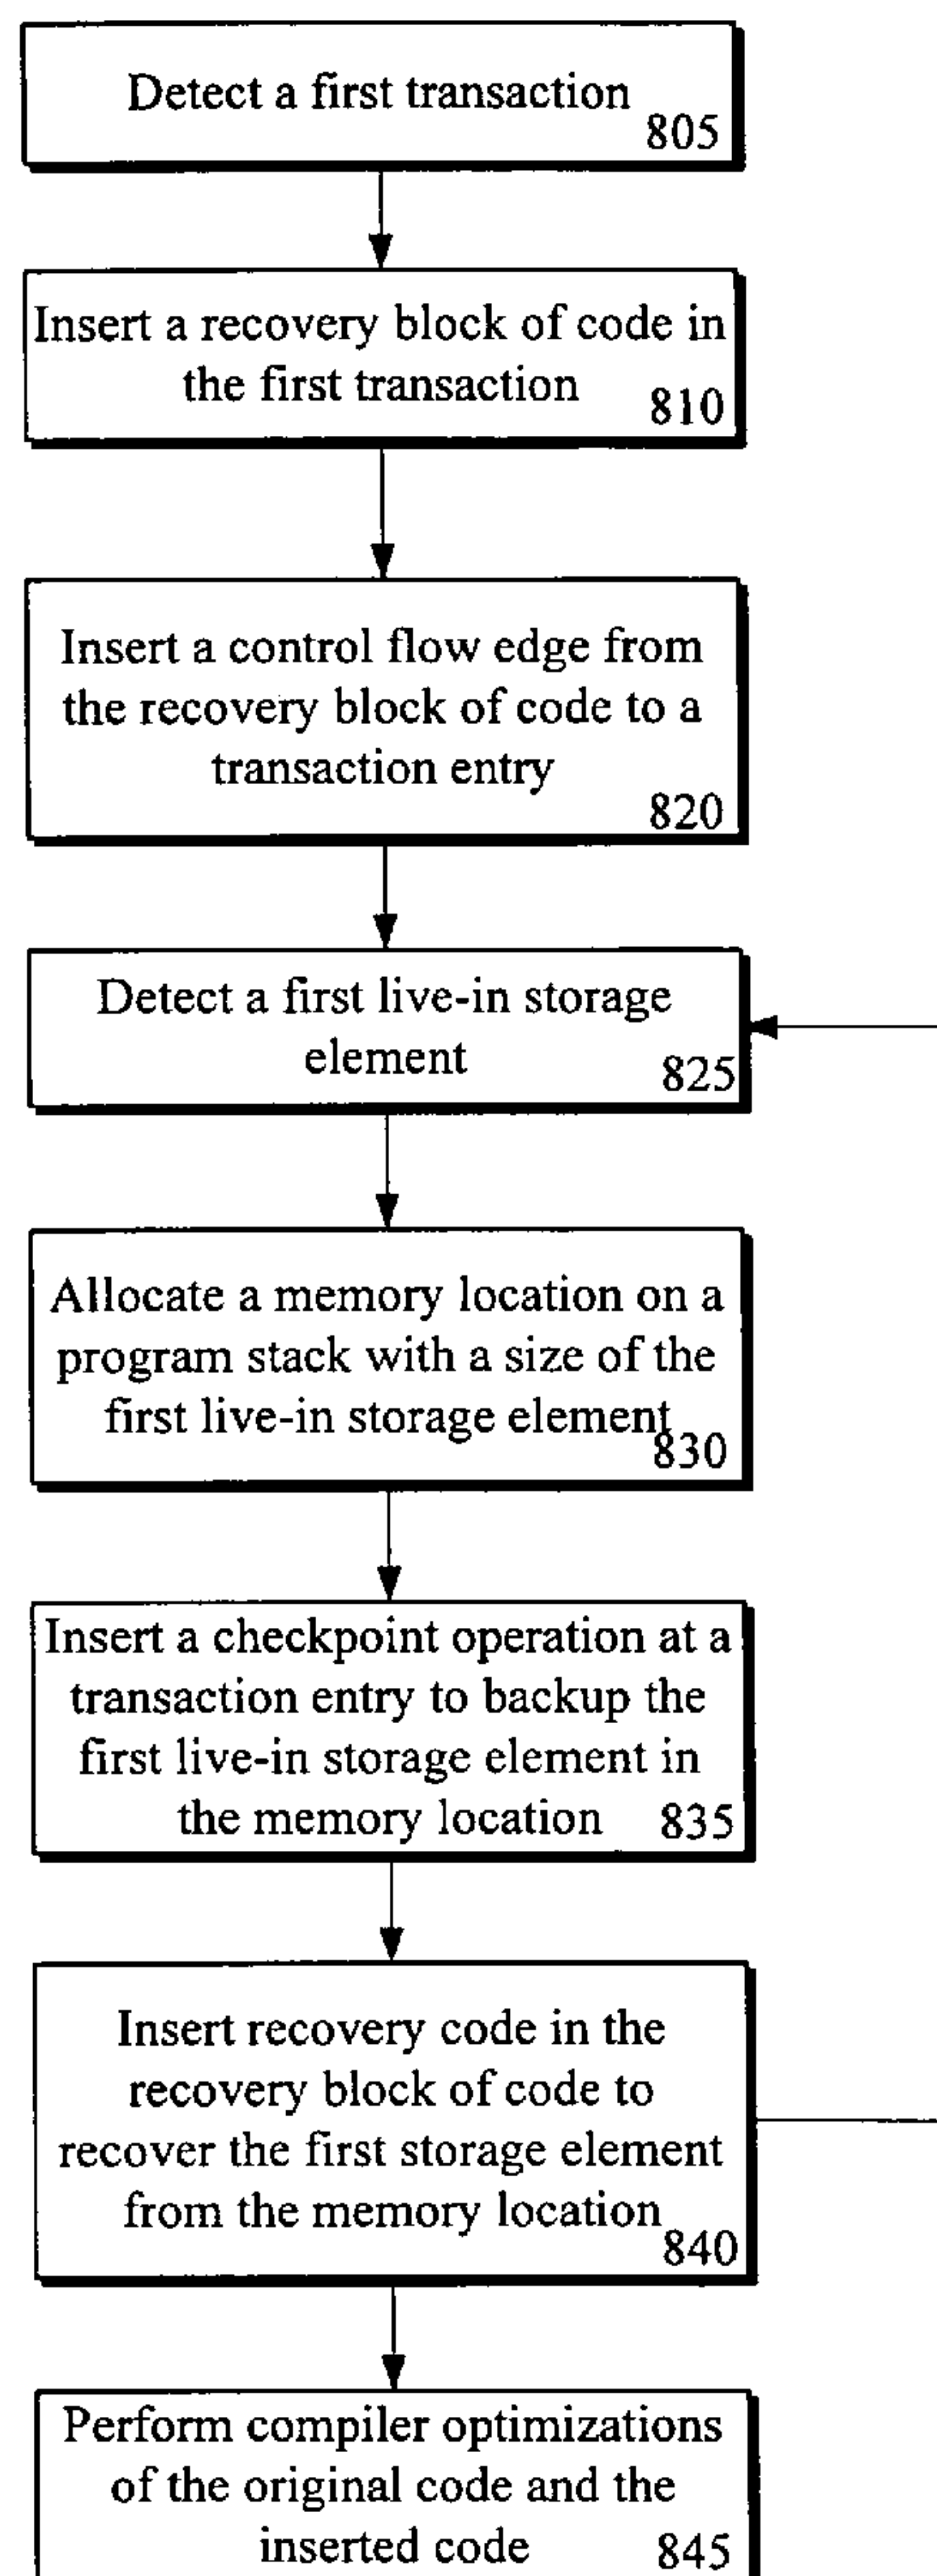 Detect a first transaction
805
Insert a recovery block of code in
the first transaction
810
Insert a control flow edge from
the recovery block of code to a
transaction entry
820
Detect a first live-in storage
element
825
Allocate a memory location on a
program stack with a size of the
first live-in storage element
830
Insert a checkpoint operation at a
transaction entry to backup the
first live-in storage element in
the memory location 835
Insert recovery code in the
recovery block of code to
recover the first storage element
from the memory location
840
Perform compiler optimizations
of the original code and the
inserted code 845